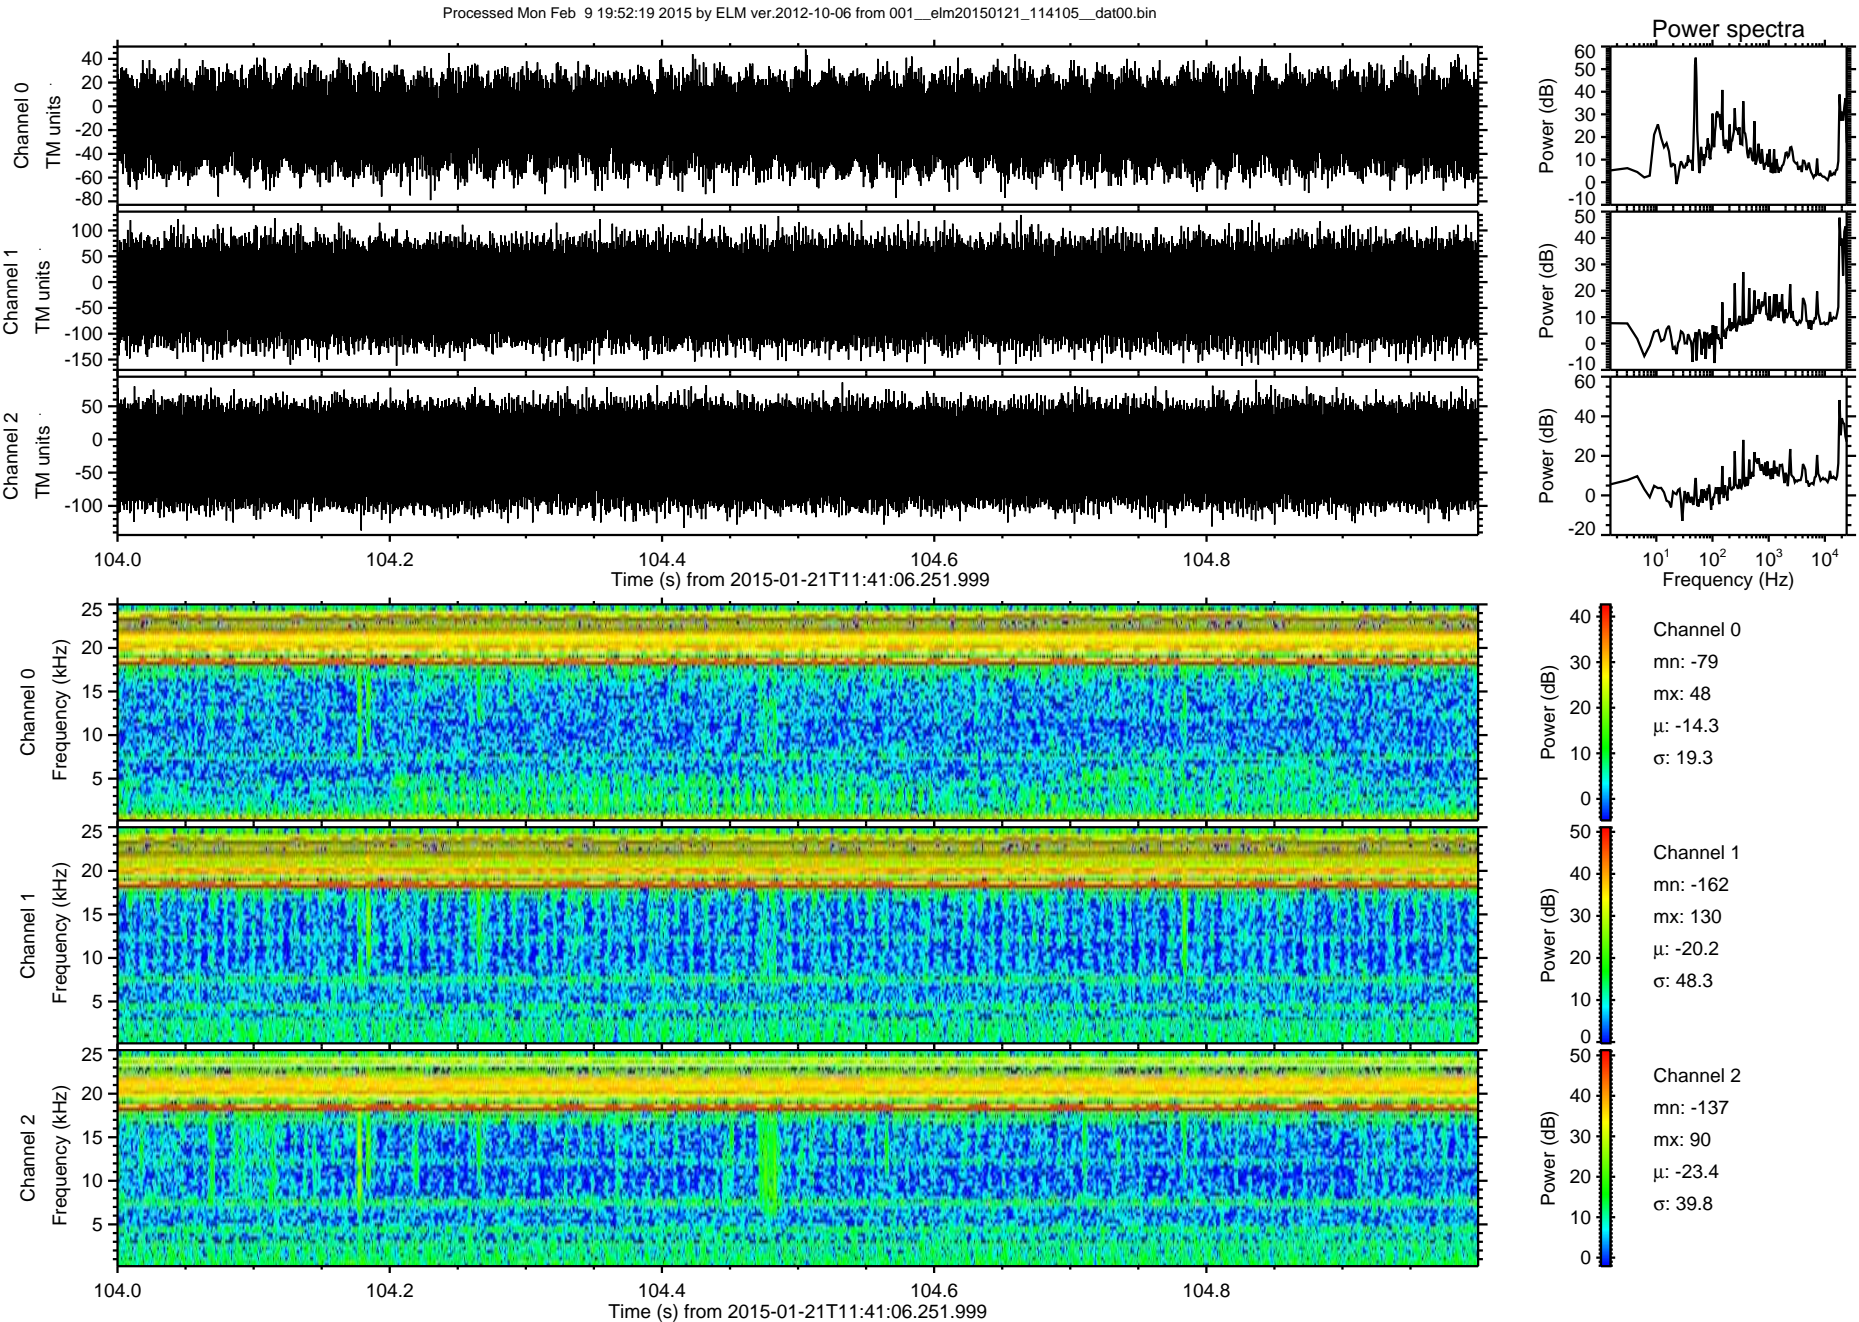 Processed Mon Feb  9 19:52:19 2015 by ELM ver.2012-10-06 from 001__elm20150121_114105__dat00.bin
Power spectra
Channel 0
TM units
40
20
0
-20
-40
-60
-80
Power (dB)
60
50
40
30
20
10
0
-10
Channel 1
TM units
100
50
0
-50
-100
-150
Power (dB)
50
40
30
20
10
0
-10
Channel 2
TM units
50
0
-50
-100
Power (dB)
60
40
20
0
-20
104.0 104.2 104.4 104.6 104.8
Time (s) from 2015-01-21T11:41:06.251.999
10¹ 10² 10³ 10⁴
Frequency (Hz)
Channel 0
Frequency (kHz)
25
20
15
10
5
Power (dB)
40
30
20
10
0
Channel 0
mn: -79
mx: 48
μ: -14.3
σ: 19.3
Channel 1
Frequency (kHz)
25
20
15
10
5
Power (dB)
50
40
30
20
10
0
Channel 1
mn: -162
mx: 130
μ: -20.2
σ: 48.3
Channel 2
Frequency (kHz)
25
20
15
10
5
Power (dB)
50
40
30
20
10
0
Channel 2
mn: -137
mx: 90
μ: -23.4
σ: 39.8
104.0 104.2 104.4 104.6 104.8
Time (s) from 2015-01-21T11:41:06.251.999